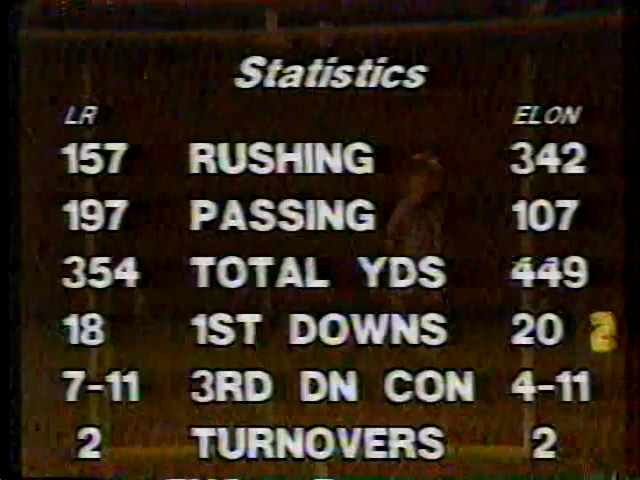 Statistics
LR ELON
157 RUSHING 342
197 PASSING 107
354 TOTAL YDS 449
18 1ST DOWNS 20 2
7-11 3RD DN CON 4-11
2 TURNOVERS 2